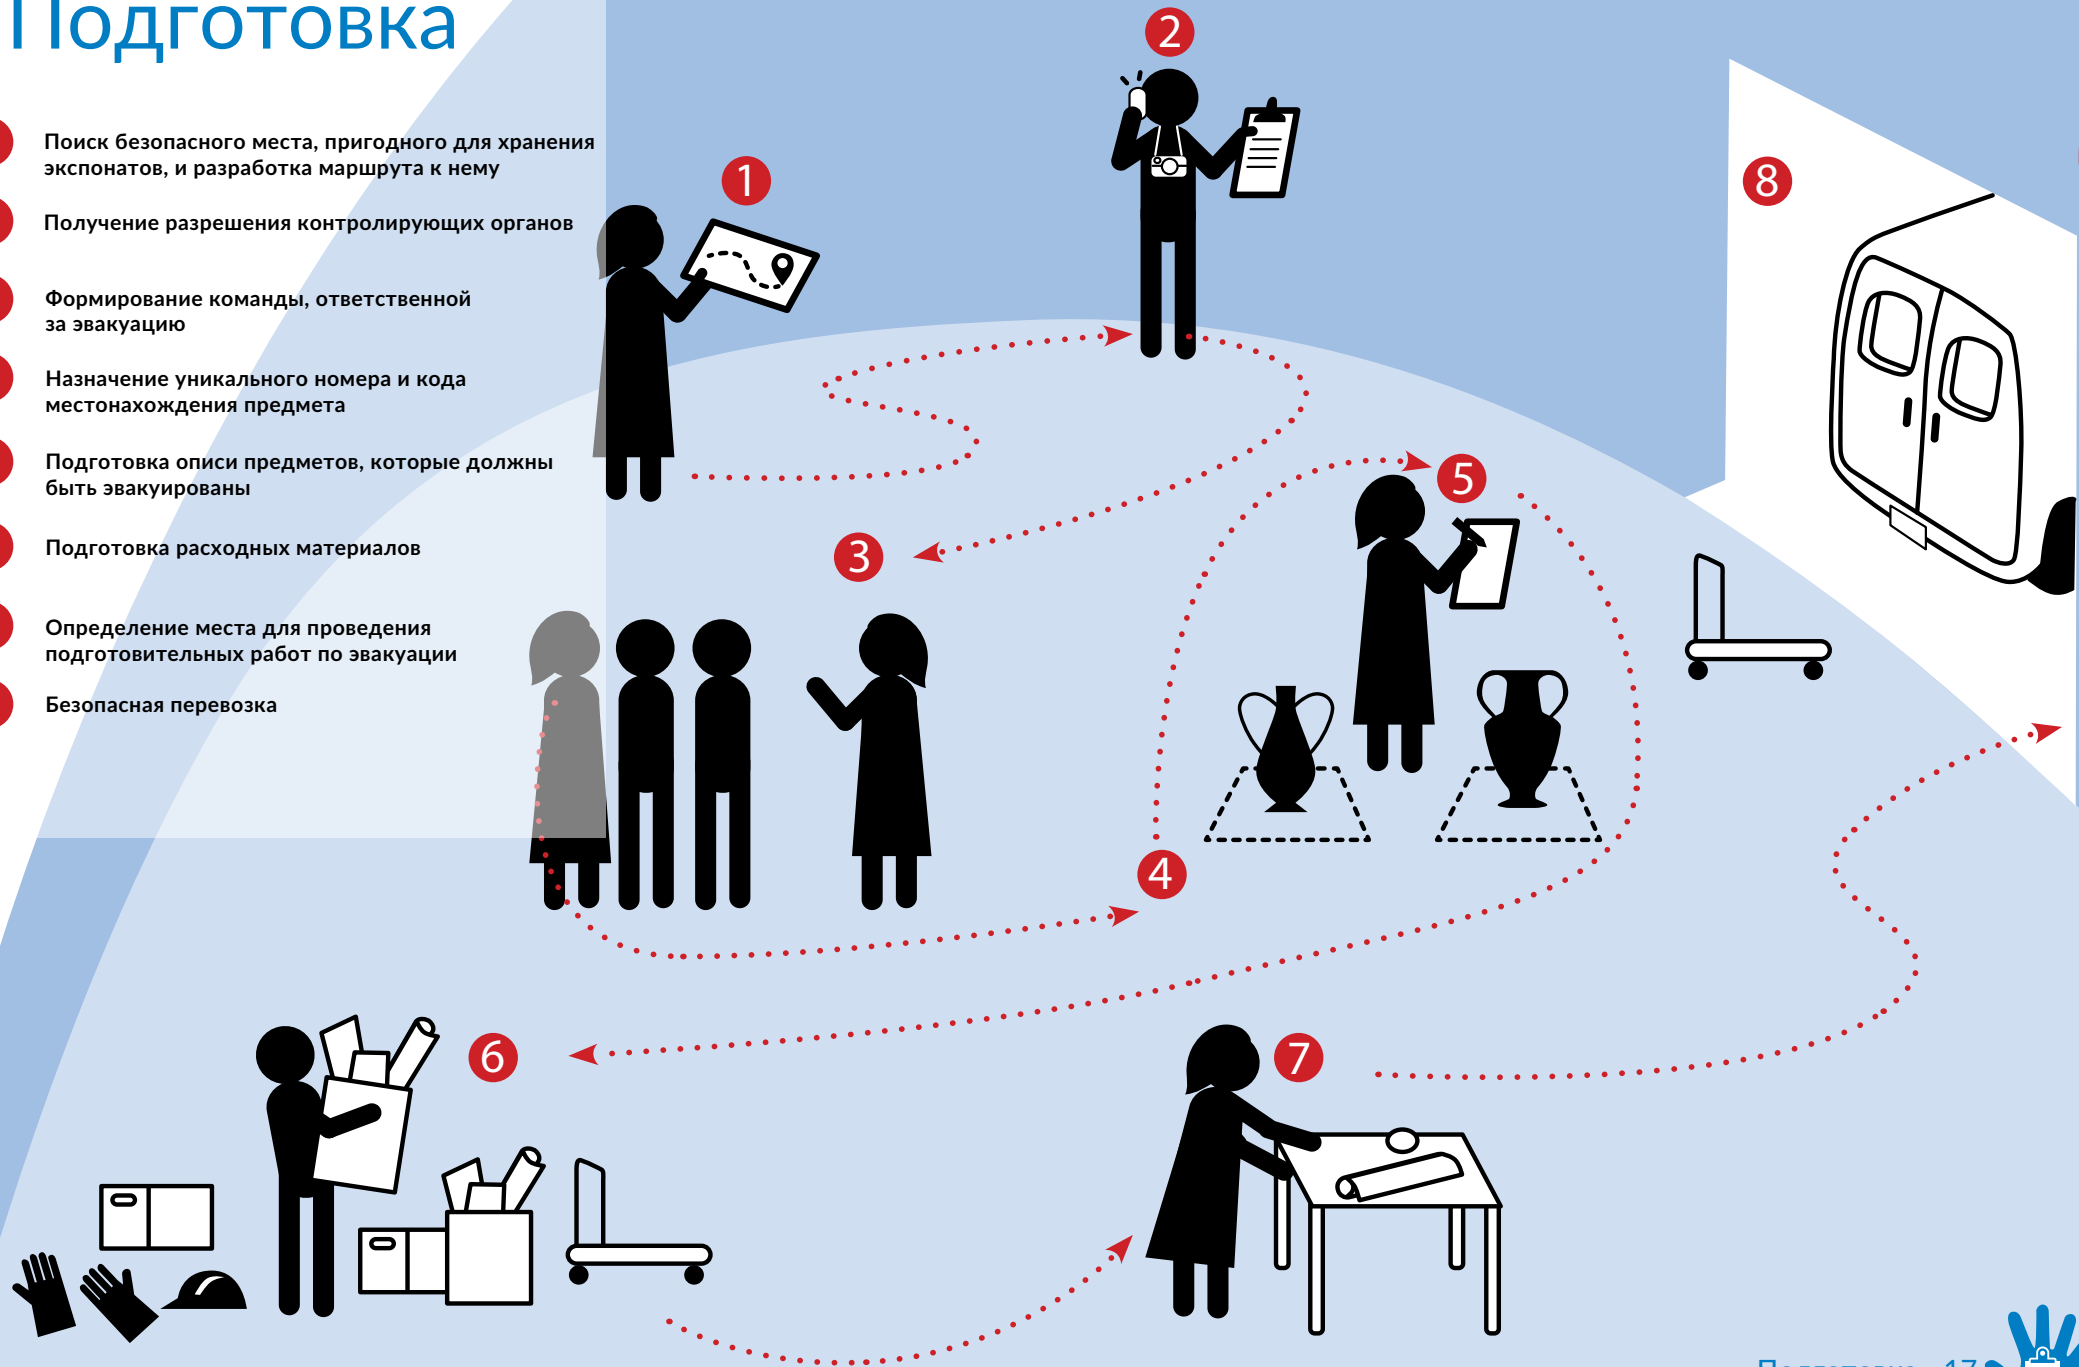 Подготовка
Поиск безопасного места, пригодного для хранения
экспонатов, и разработка маршрута к нему
Получение разрешения контролирующих органов
Формирование команды, ответственной
за эвакуацию
Назначение уникального номера и кода
местонахождения предмета
Подготовка описи предметов, которые должны
быть эвакуированы
Подготовка расходных материалов
Определение места для проведения
подготовительных работ по эвакуации
Безопасная перевозка
1
2
3
4
5
6
7
8
Подготовка 17